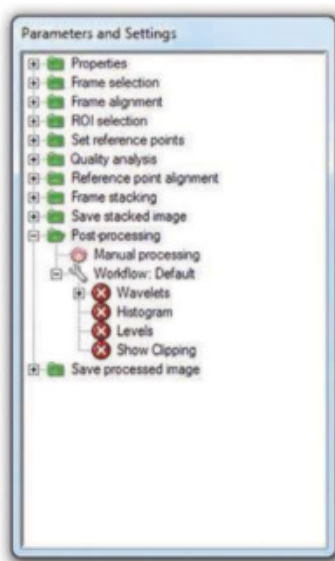 Parameters and Settings
Properties
Frame selection
Frame alignment
ROI selection
Set reference points
Quality analysis
Reference point alignment
Frame stacking
Save stacked image
Post-processing
Manual processing
Workflow: Default
Wavelets
Histogram
Levels
Show Clipping
Save processed image